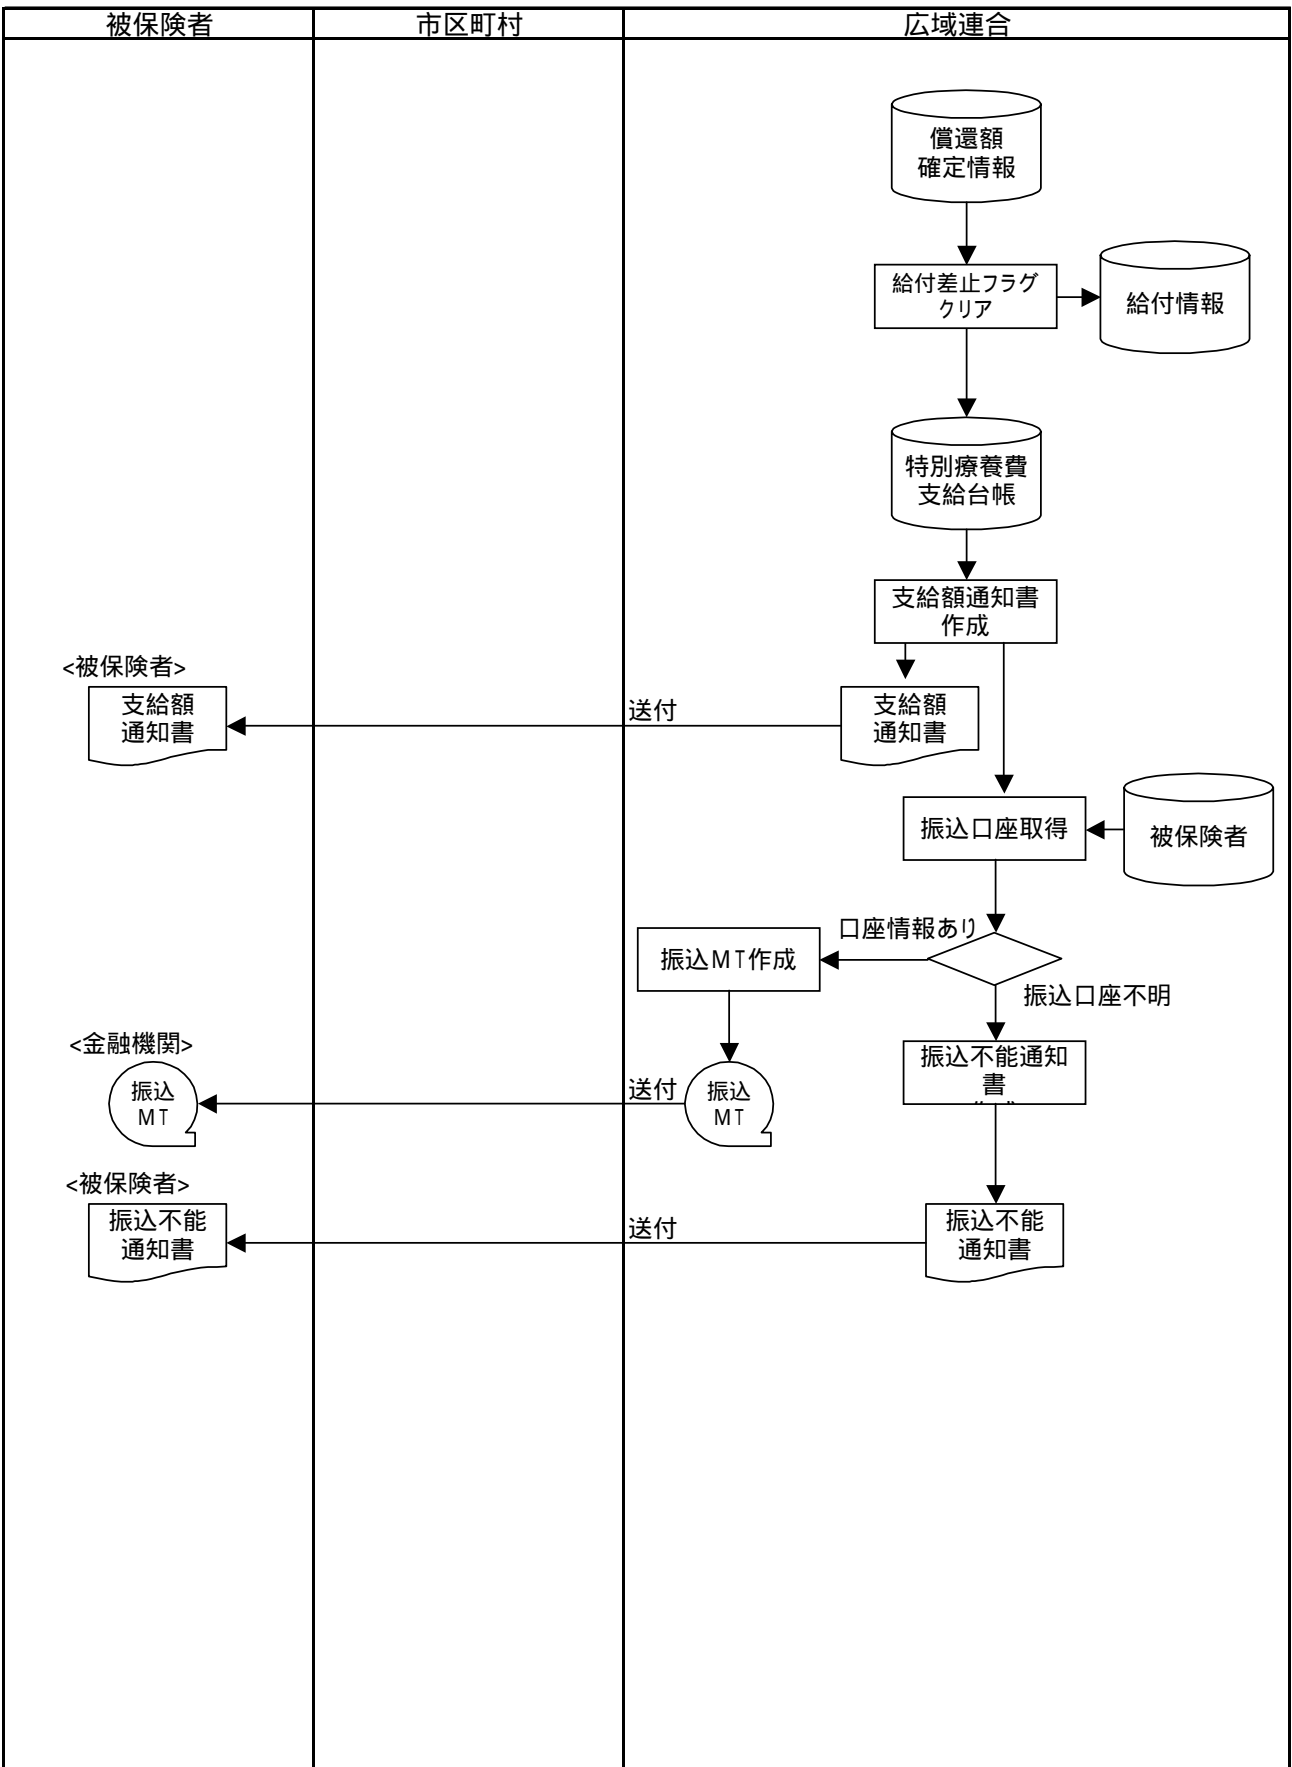 被保険者
市区町村
広域連合
償還額
確定情報
給付差止フラグ
クリア
給付情報
特別療養費
支給台帳
支給額通知書
作成
<被保険者>
支給額
通知書
送付
支給額
通知書
振込口座取得
被保険者
口座情報あり
振込MT作成
振込口座不明
<金融機関>
振込
MT
送付
振込
MT
振込不能通知
書
<被保険者>
振込不能
通知書
送付
振込不能
通知書